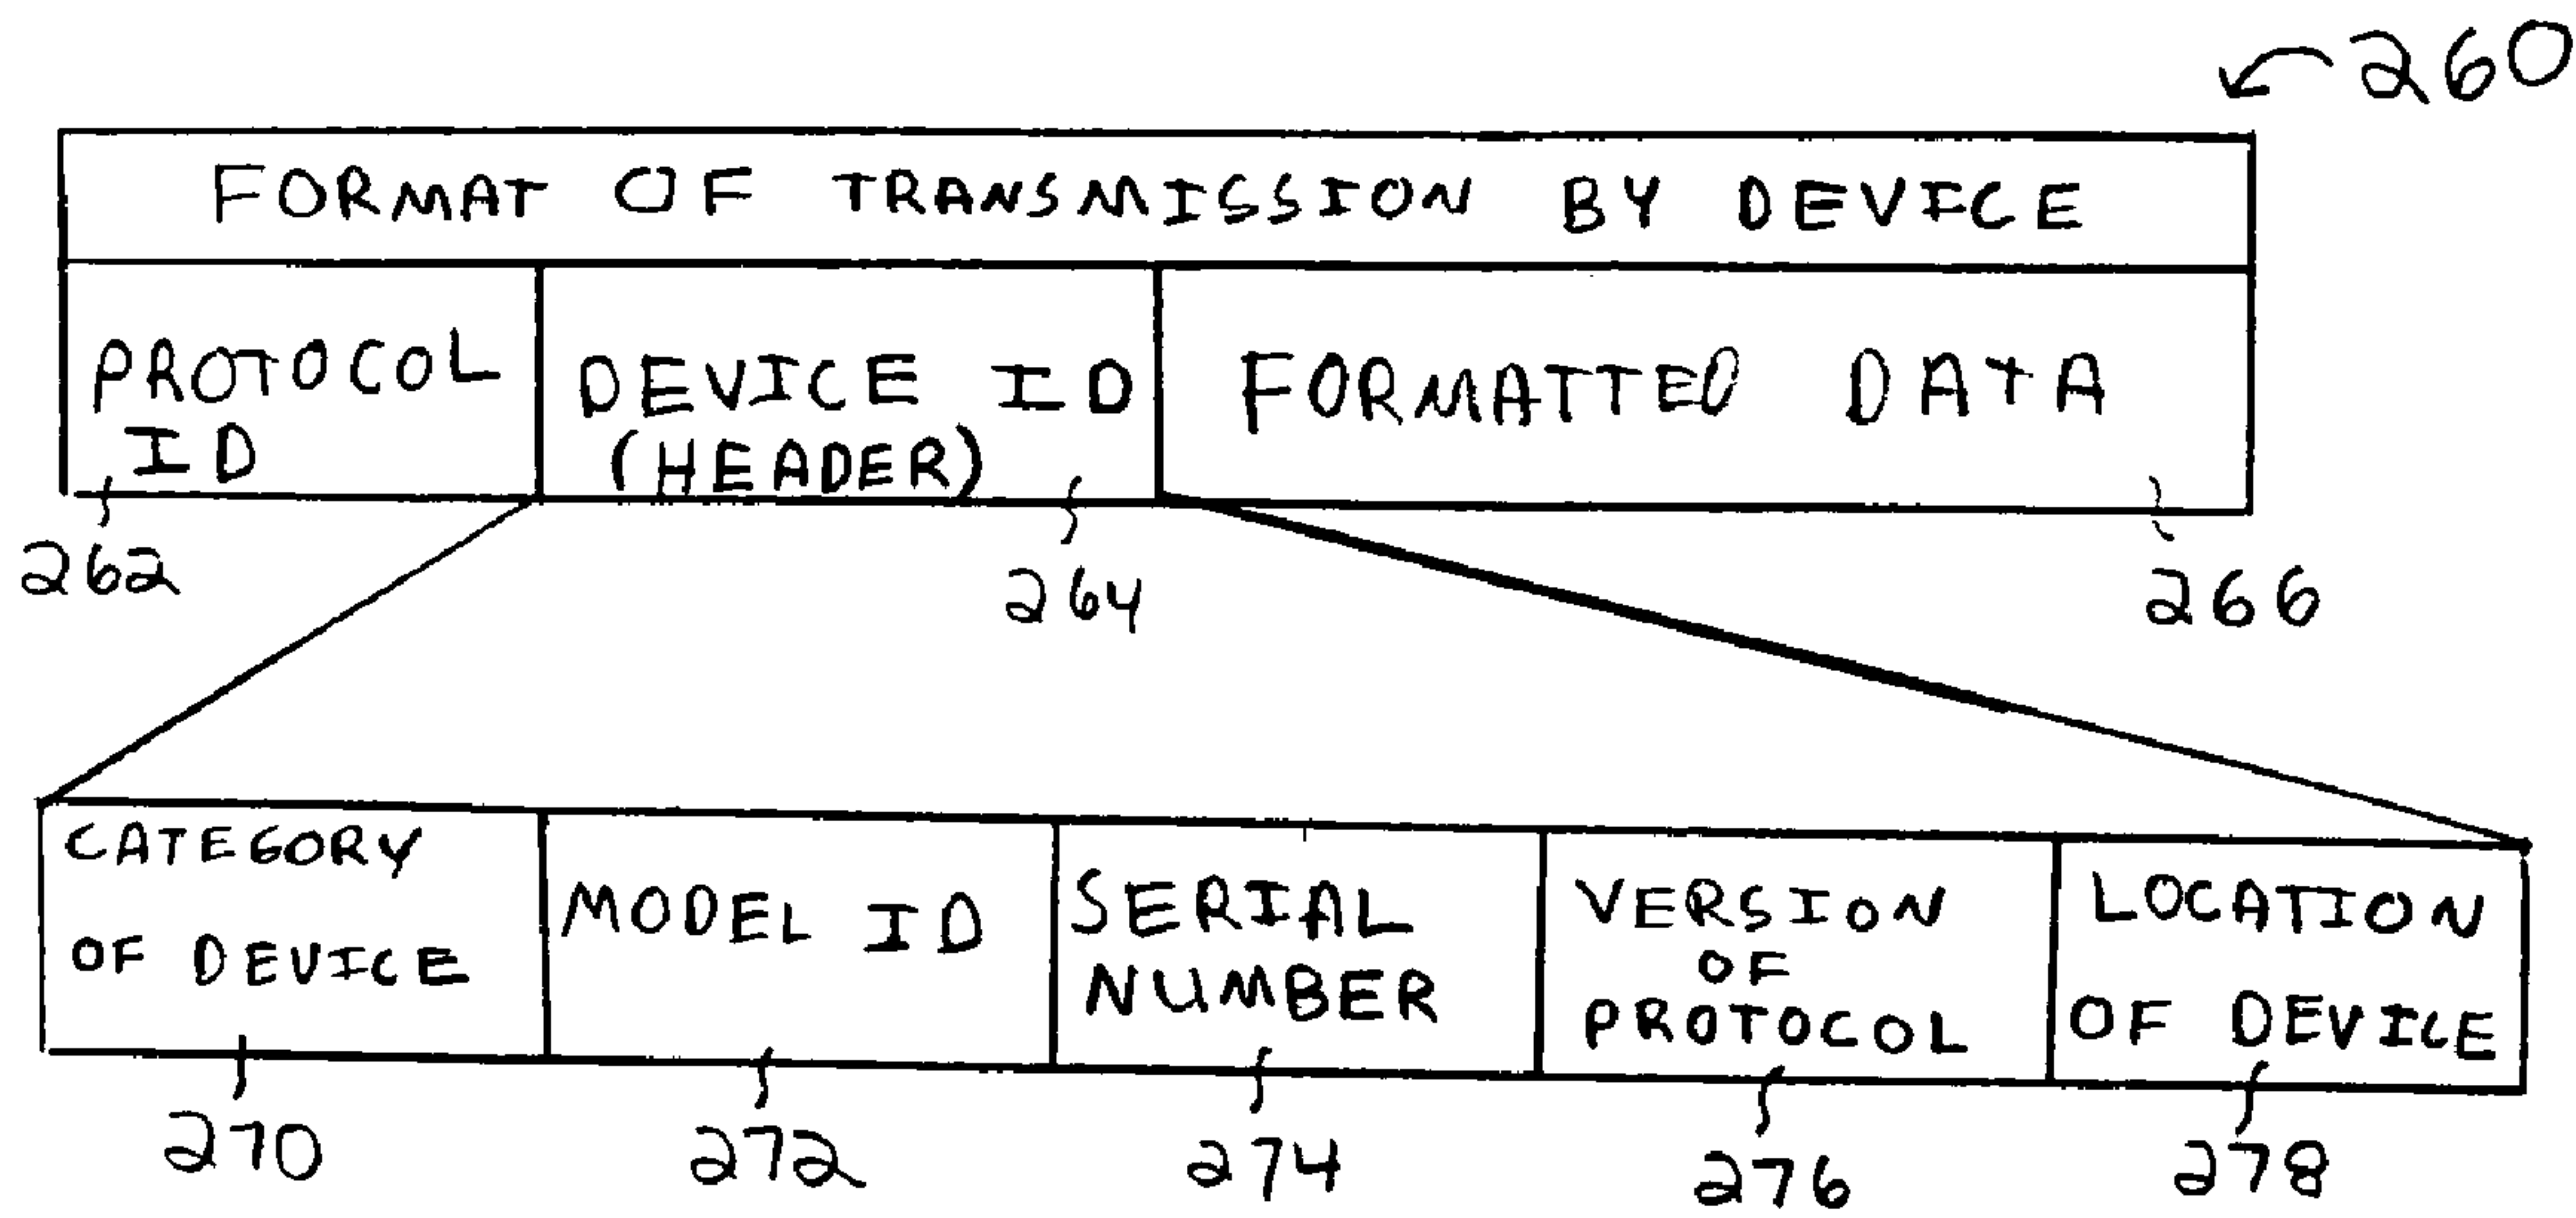 260
FORMAT OF TRANSMISSION BY DEVICE
PROTOCOL
ID
DEVICE ID
(HEADER)
FORMATTED DATA
262
264
266
CATEGORY
OF DEVICE
MODEL ID
SERIAL
NUMBER
VERSION
OF
PROTOCOL
LOCATION
OF DEVICE
270
272
274
276
278